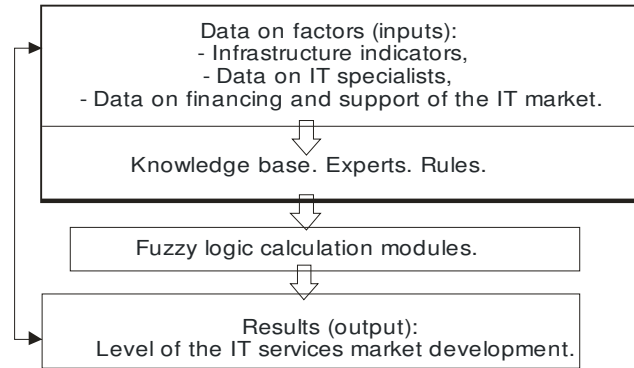 Data on factors (inputs):
- Infrastructure indicators,
- Data on IT specialists,
- Data on financing and support of the IT market.
Knowledge base. Experts. Rules.
Fuzzy logic calculation modules.
Results (output):
Level of the IT services market development.